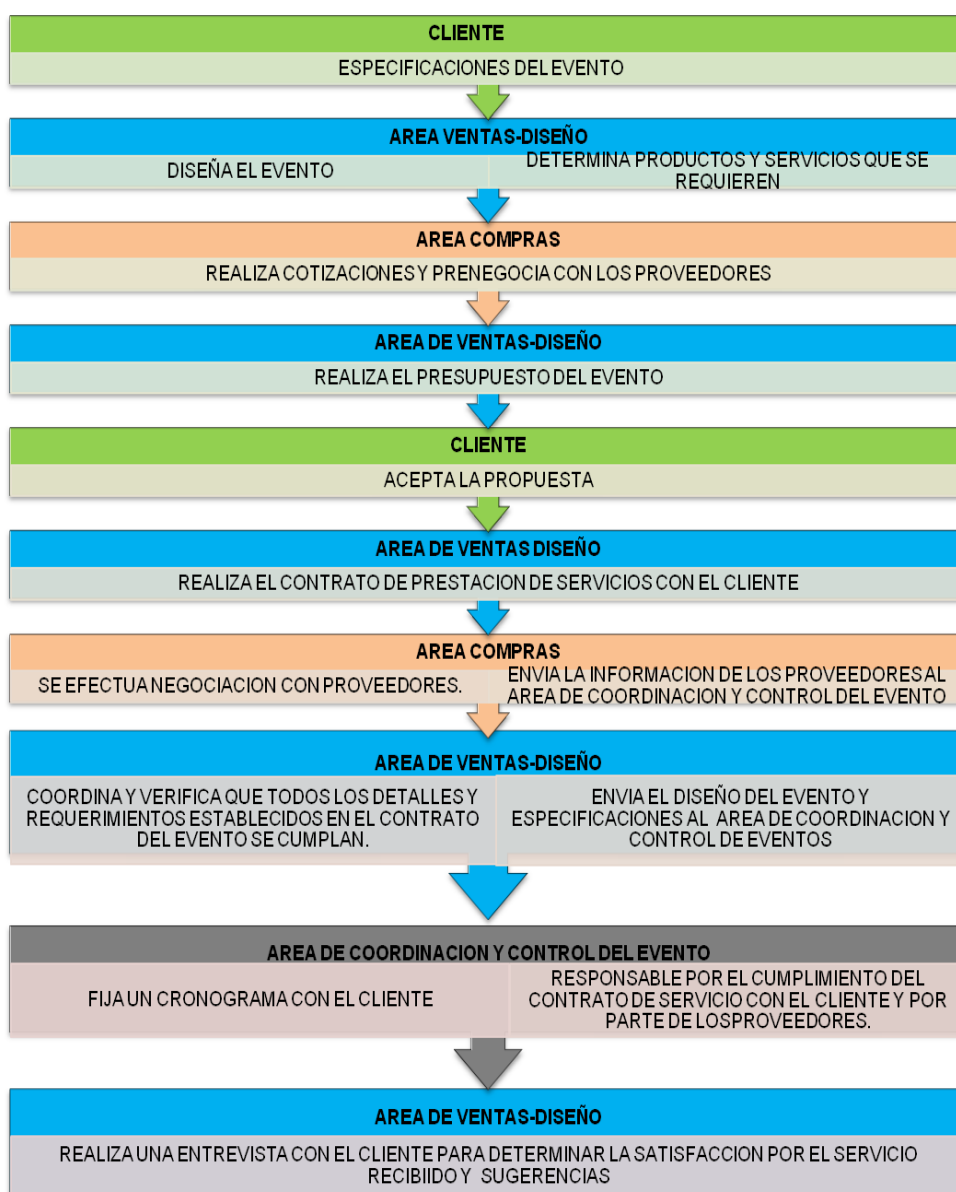 CLIENTE
ESPECIFICACIONES DEL EVENTO
AREA VENTAS-DISEÑO
DISEÑA EL EVENTO
DETERMINA PRODUCTOS Y SERVICIOS QUE SE
REQUIEREN
AREA COMPRAS
REALIZA COTIZACIONES Y PRENEGOCIA CON LOS PROVEEDORES
AREA DE VENTAS-DISEÑO
REALIZA EL PRESUPUESTO DEL EVENTO
CLIENTE
ACEPTA LA PROPUESTA
AREA DE VENTAS DISEÑO
REALIZA EL CONTRATO DE PRESTACION DE SERVICIOS CON EL CLIENTE
AREA COMPRAS
SE EFECTUA NEGOCIACION CON PROVEEDORES.
ENVIA LA INFORMACION DE LOS PROVEEDORES AL
AREA DE COORDINACION Y CONTROL DEL EVENTO
AREA DE VENTAS-DISEÑO
COORDINA Y VERIFICA QUE TODOS LOS DETALLES Y
REQUERIMIENTOS ESTABLECIDOS EN EL CONTRATO
DEL EVENTO SE CUMPLAN.
ENVIA EL DISEÑO DEL EVENTO Y
ESPECIFICACIONES AL AREA DE COORDINACION Y
CONTROL DE EVENTOS
AREA DE COORDINACION Y CONTROL DEL EVENTO
FIJA UN CRONOGRAMA CON EL CLIENTE
RESPONSABLE POR EL CUMPLIMIENTO DEL
CONTRATO DE SERVICIO CON EL CLIENTE Y POR
PARTE DE LOSPROVEEDORES.
AREA DE VENTAS-DISEÑO
REALIZA UNA ENTREVISTA CON EL CLIENTE PARA DETERMINAR LA SATISFACCION POR EL SERVICIO
RECIBIIDO Y SUGERENCIAS